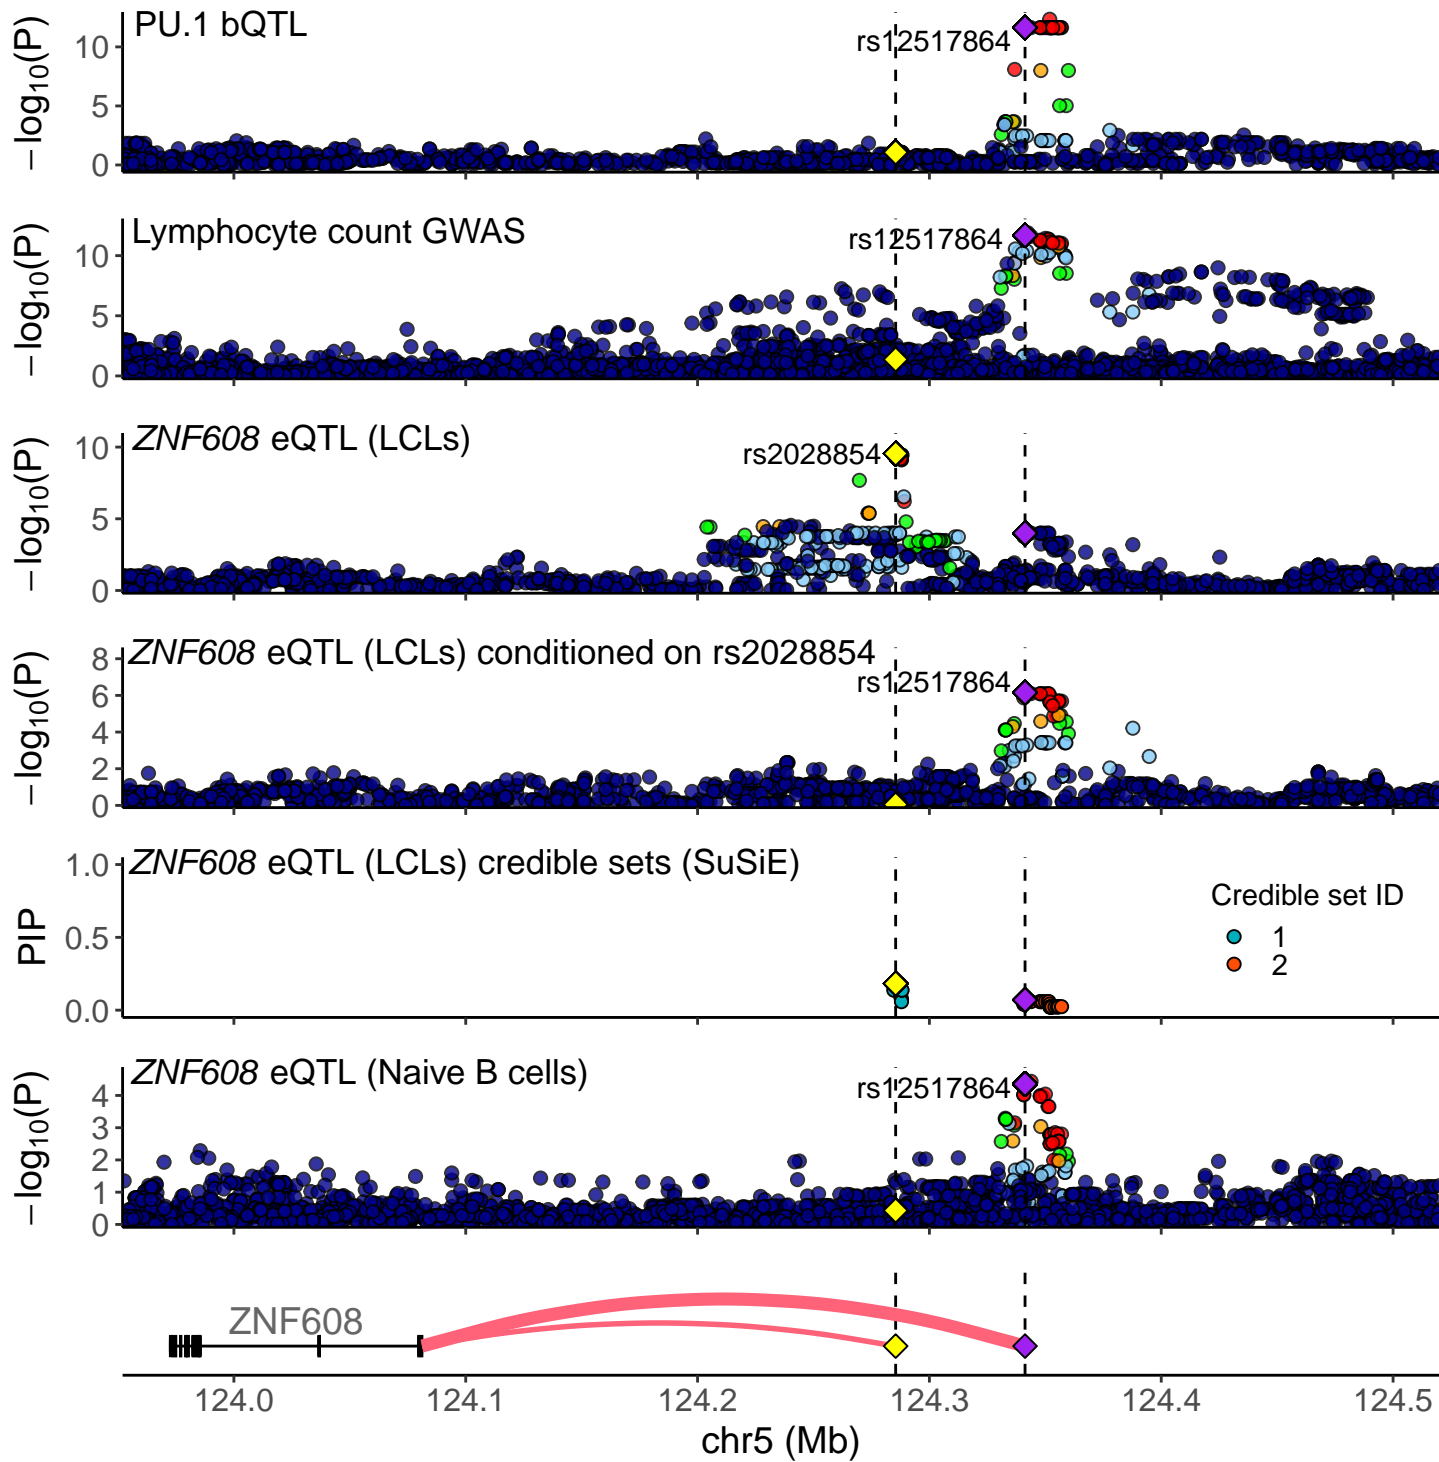 PU.1 bQTL
rs12517864
−log10(P)
10
5
0
Lymphocyte count GWAS
rs12517864
−log10(P)
10
5
0
ZNF608 eQTL (LCLs)
rs2028854
−log10(P)
10
5
0
ZNF608 eQTL (LCLs) conditioned on rs2028854
rs12517864
−log10(P)
8
6
4
2
0
ZNF608 eQTL (LCLs) credible sets (SuSiE)
PIP
1.0
0.5
0.0
Credible set ID
1
2
ZNF608 eQTL (Naive B cells)
rs12517864
−log10(P)
4
3
2
1
0
ZNF608
124.0 124.1 124.2 124.3 124.4 124.5
chr5 (Mb)